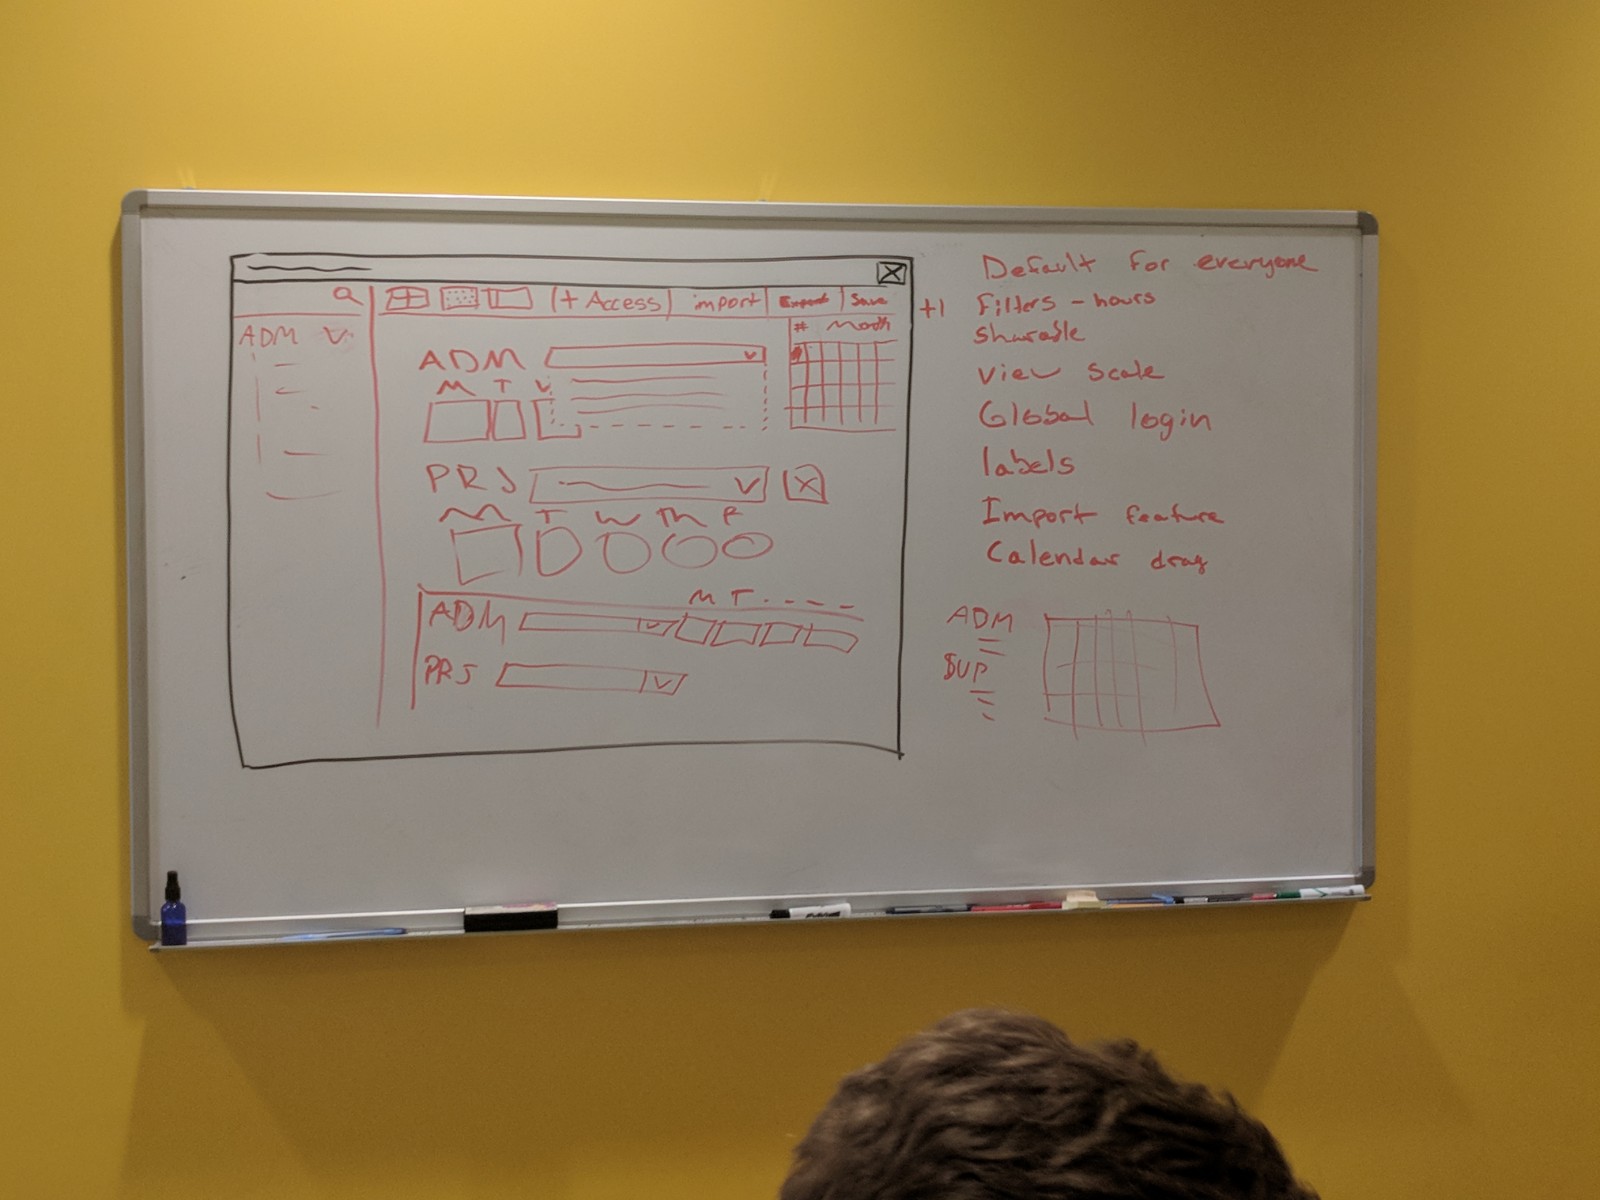 + Access import Export Save
ADM
# Month
ADM
M T
PRJ
M T W Th F
M T
ADM
PRJ
Default for everyone
+1 Filters - hours
Sharable
View scale
Global login
labels
Import feature
Calendar drag
ADM
SUP